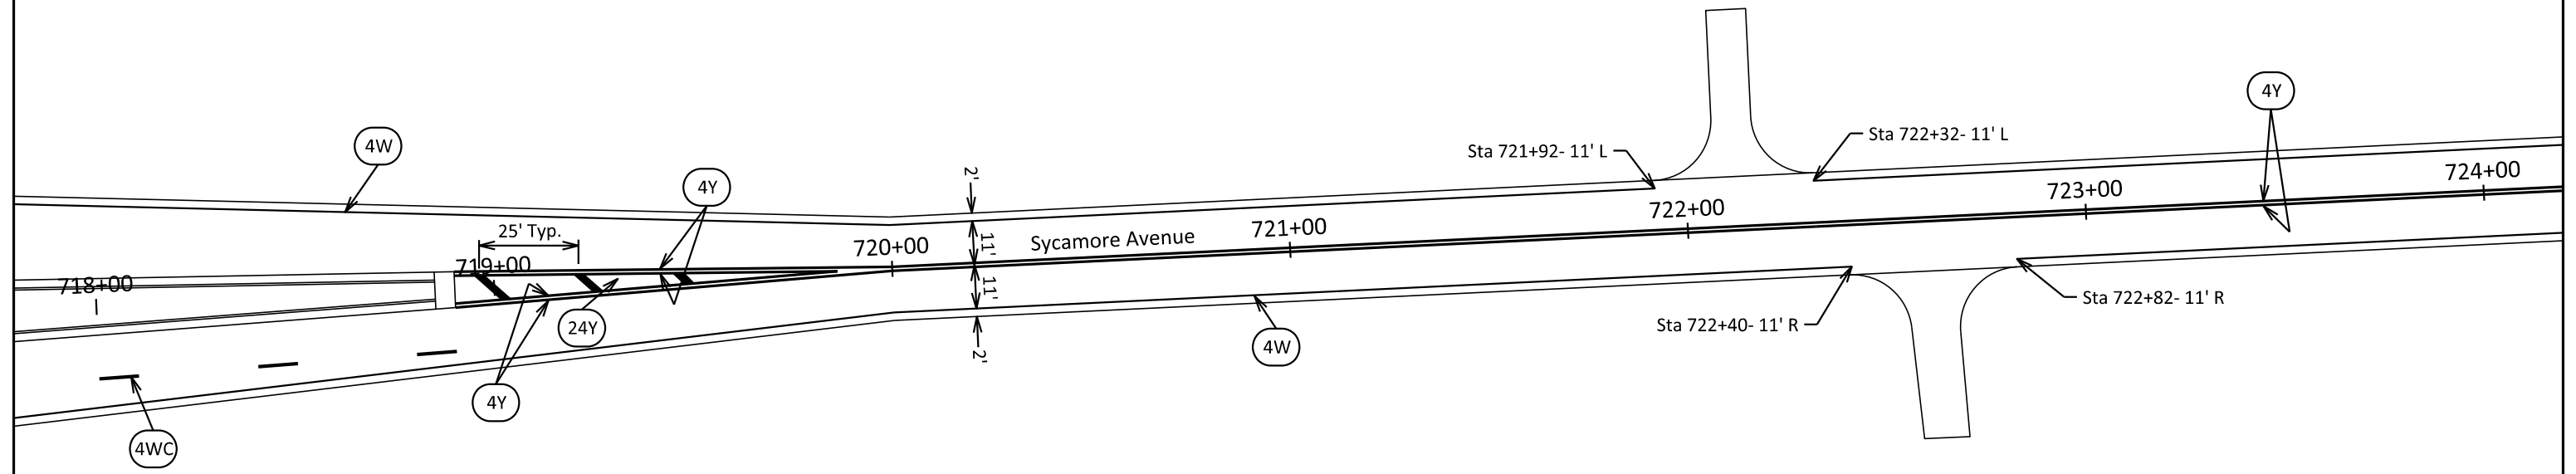 4W
4Y
25' Typ.
718+00
719+00
720+00
2'
11'
11'
2'
Sycamore Avenue
721+00
Sta 721+92- 11' L
722+00
Sta 722+32- 11' L
723+00
4Y
724+00
24Y
4Y
4WC
4W
Sta 722+40- 11' R
Sta 722+82- 11' R